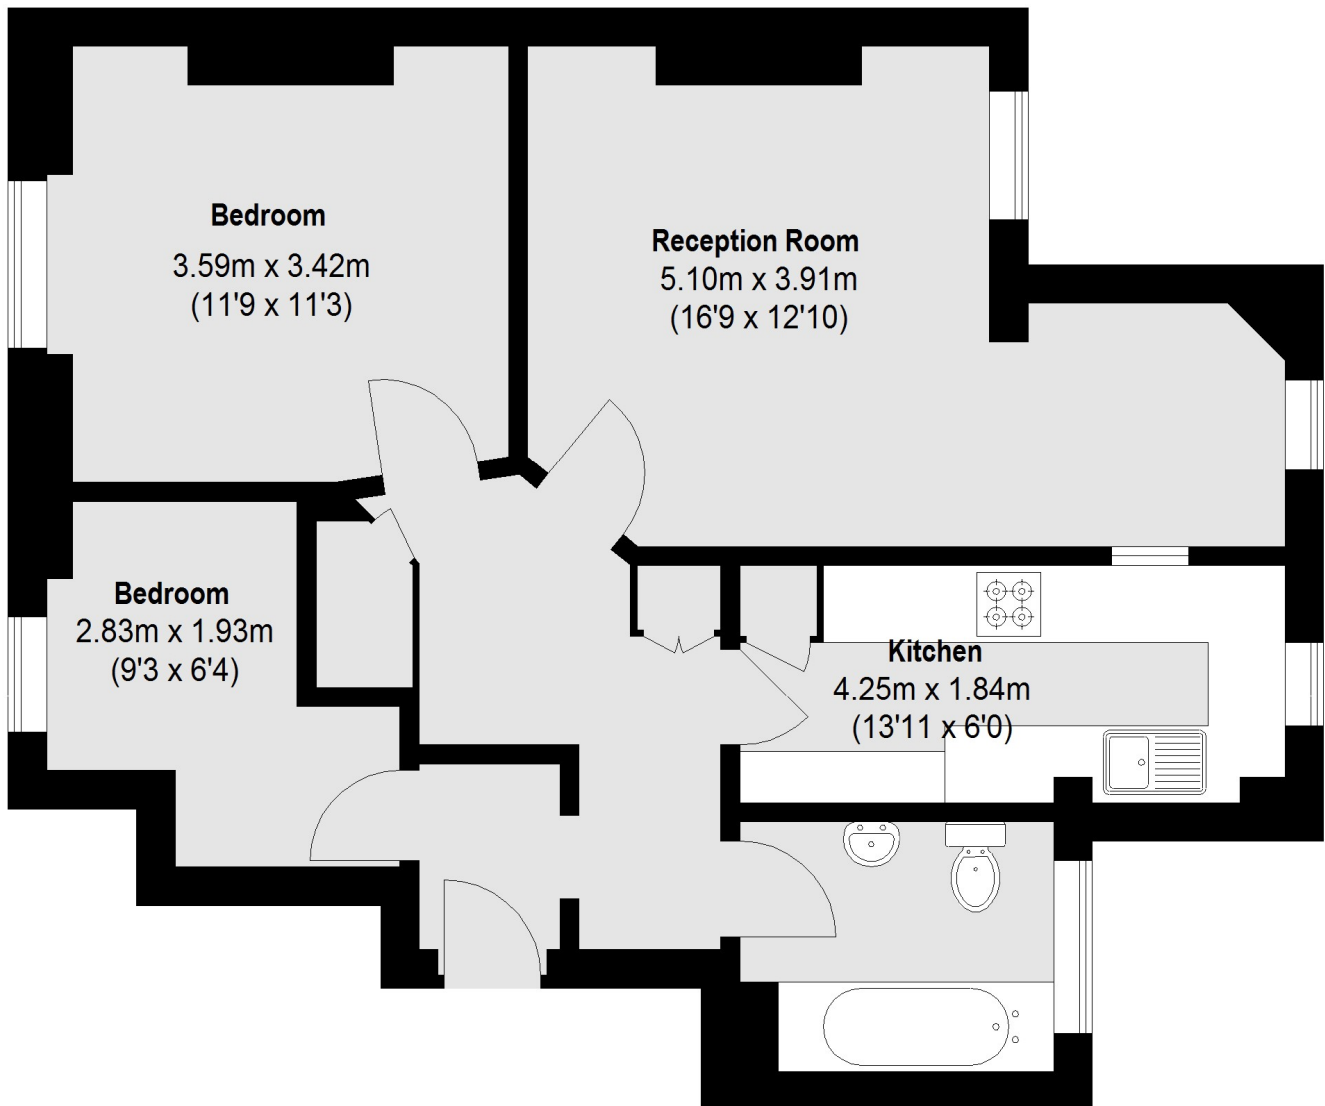 Bedroom
3.59m x 3.42m
(11'9 x 11'3)
Reception Room
5.10m x 3.91m
(16'9 x 12'10)
Bedroom
2.83m x 1.93m
(9'3 x 6'4)
Kitchen
4.25m x 1.84m
(13'11 x 6'0)